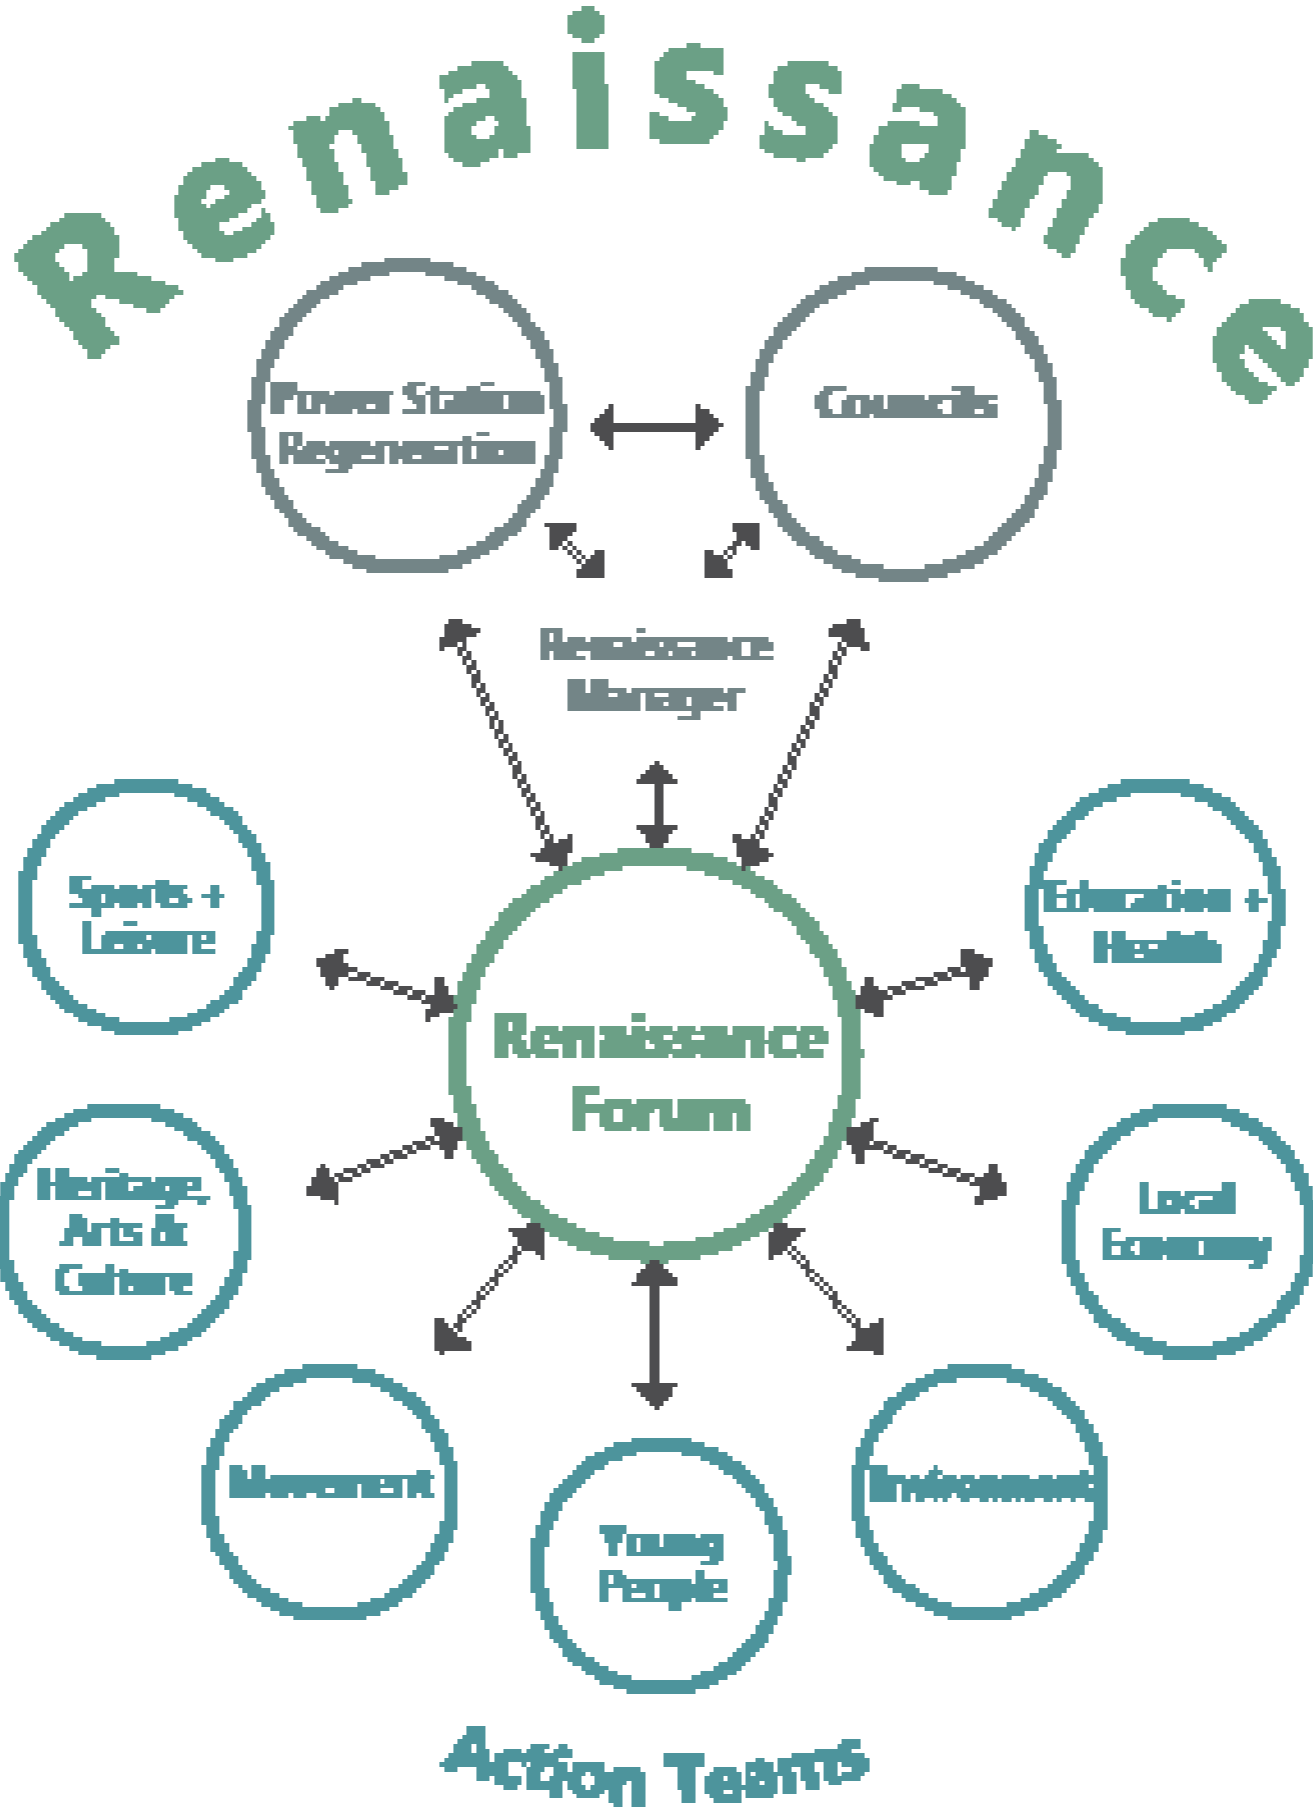 Renaissance
Power Station
Regeneration
Councils
Renaissance
Manager
Sports +
Leisure
Education +
Health
Renaissance
Forum
Heritage,
Arts &
Culture
Local
Economy
Movement
Young
People
Environment
Action Teams